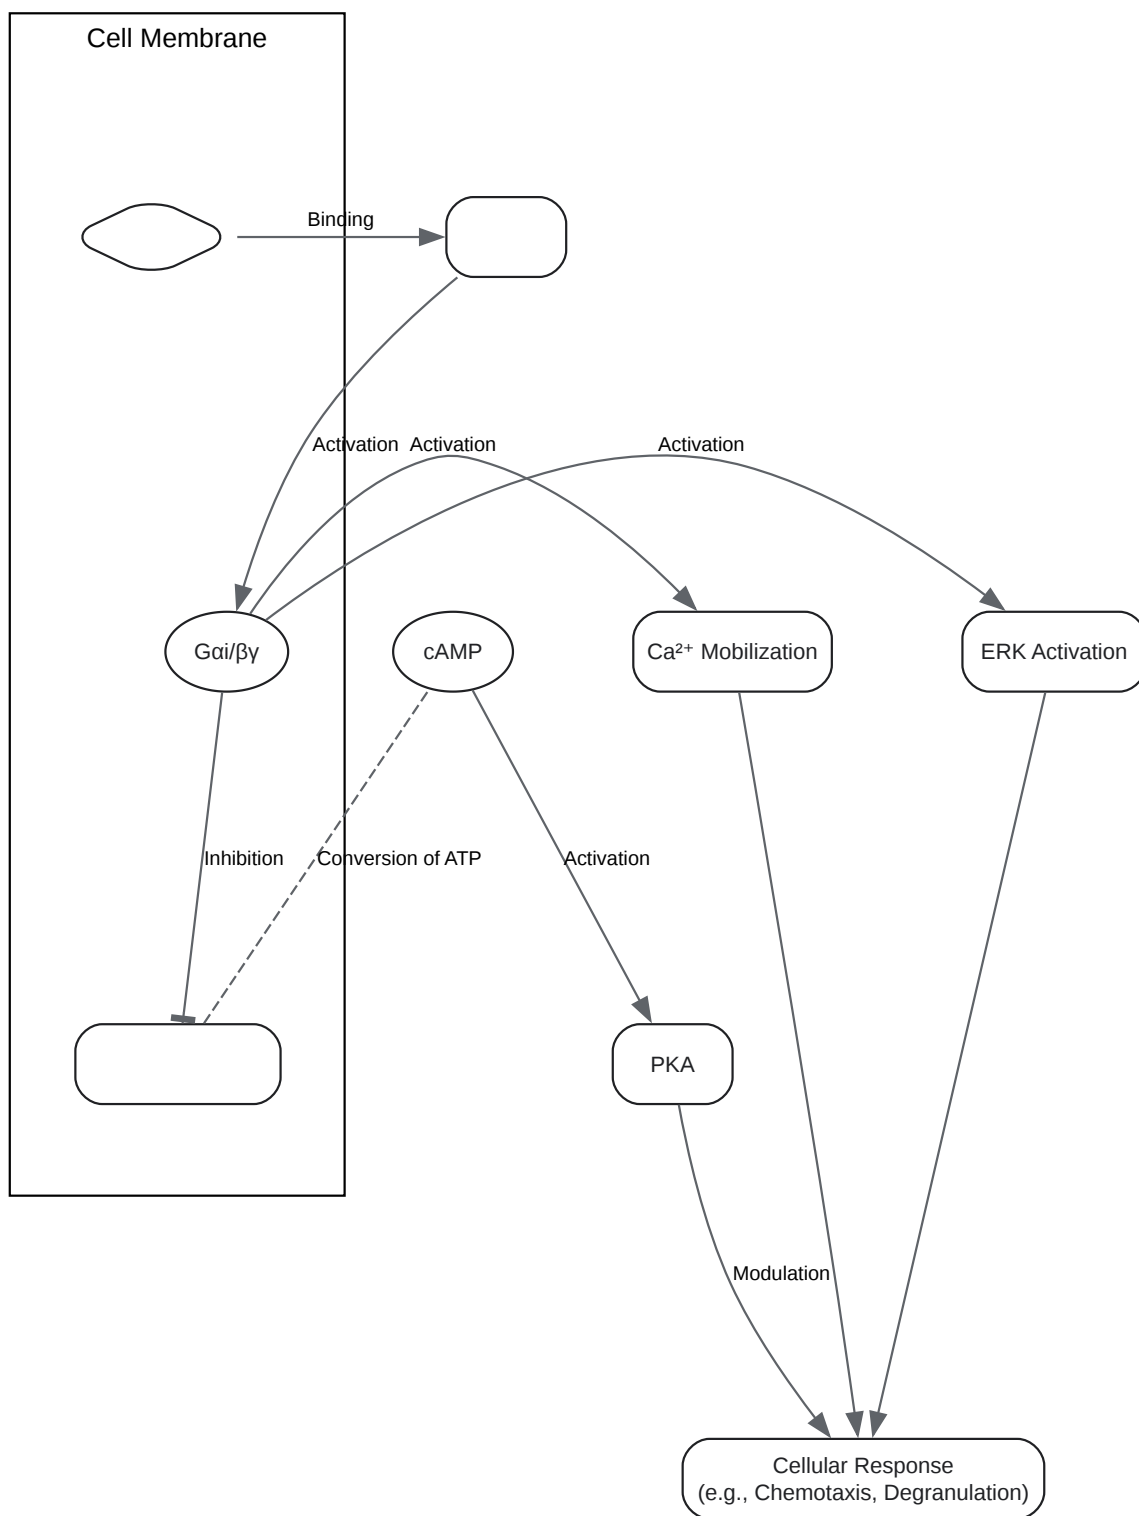 Cell Membrane
Binding
Activation
Activation
Activation
Gαi/βγ
cAMP
Ca²⁺ Mobilization
ERK Activation
Inhibition
Conversion of ATP
Activation
PKA
Modulation
Cellular Response
(e.g., Chemotaxis, Degranulation)